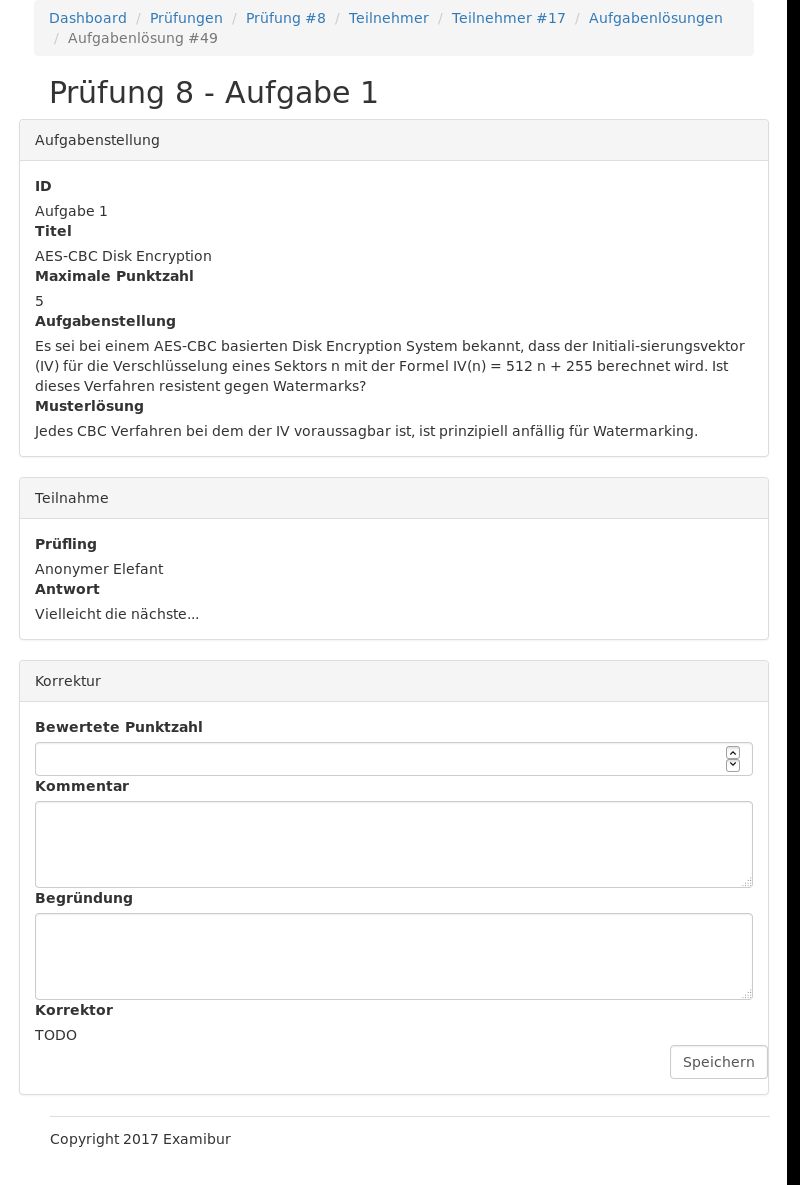 Dashboard / Prüfungen / Prüfung #8 / Teilnehmer / Teilnehmer #17 / Aufgabenlösungen
/ Aufgabenlösung #49
Prüfung 8 - Aufgabe 1
Aufgabenstellung
ID
Aufgabe 1
Titel
AES-CBC Disk Encryption
Maximale Punktzahl
5
Aufgabenstellung
Es sei bei einem AES-CBC basierten Disk Encryption System bekannt, dass der Initiali-sierungsvektor
(IV) für die Verschlüsselung eines Sektors n mit der Formel IV(n) = 512 n + 255 berechnet wird. Ist
dieses Verfahren resistent gegen Watermarks?
Musterlösung
Jedes CBC Verfahren bei dem der IV voraussagbar ist, ist prinzipiell anfällig für Watermarking.
Teilnahme
Prüfling
Anonymer Elefant
Antwort
Vielleicht die nächste...
Korrektur
Bewertete Punktzahl
Kommentar
Begründung
Korrektor
TODO
Speichern
Copyright 2017 Examibur